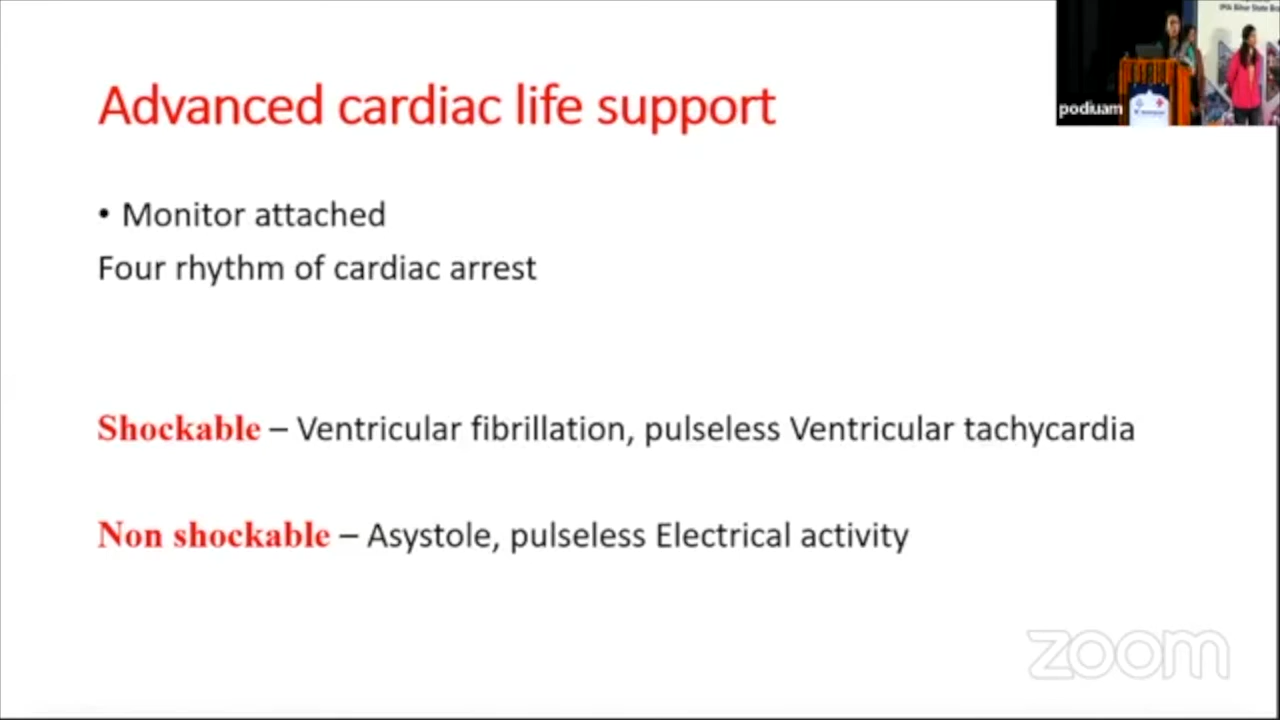 Advanced cardiac life support
podiuam
• Monitor attached
Four rhythm of cardiac arrest
Shockable – Ventricular fibrillation, pulseless Ventricular tachycardia
Non shockable – Asystole, pulseless Electrical activity
zoom